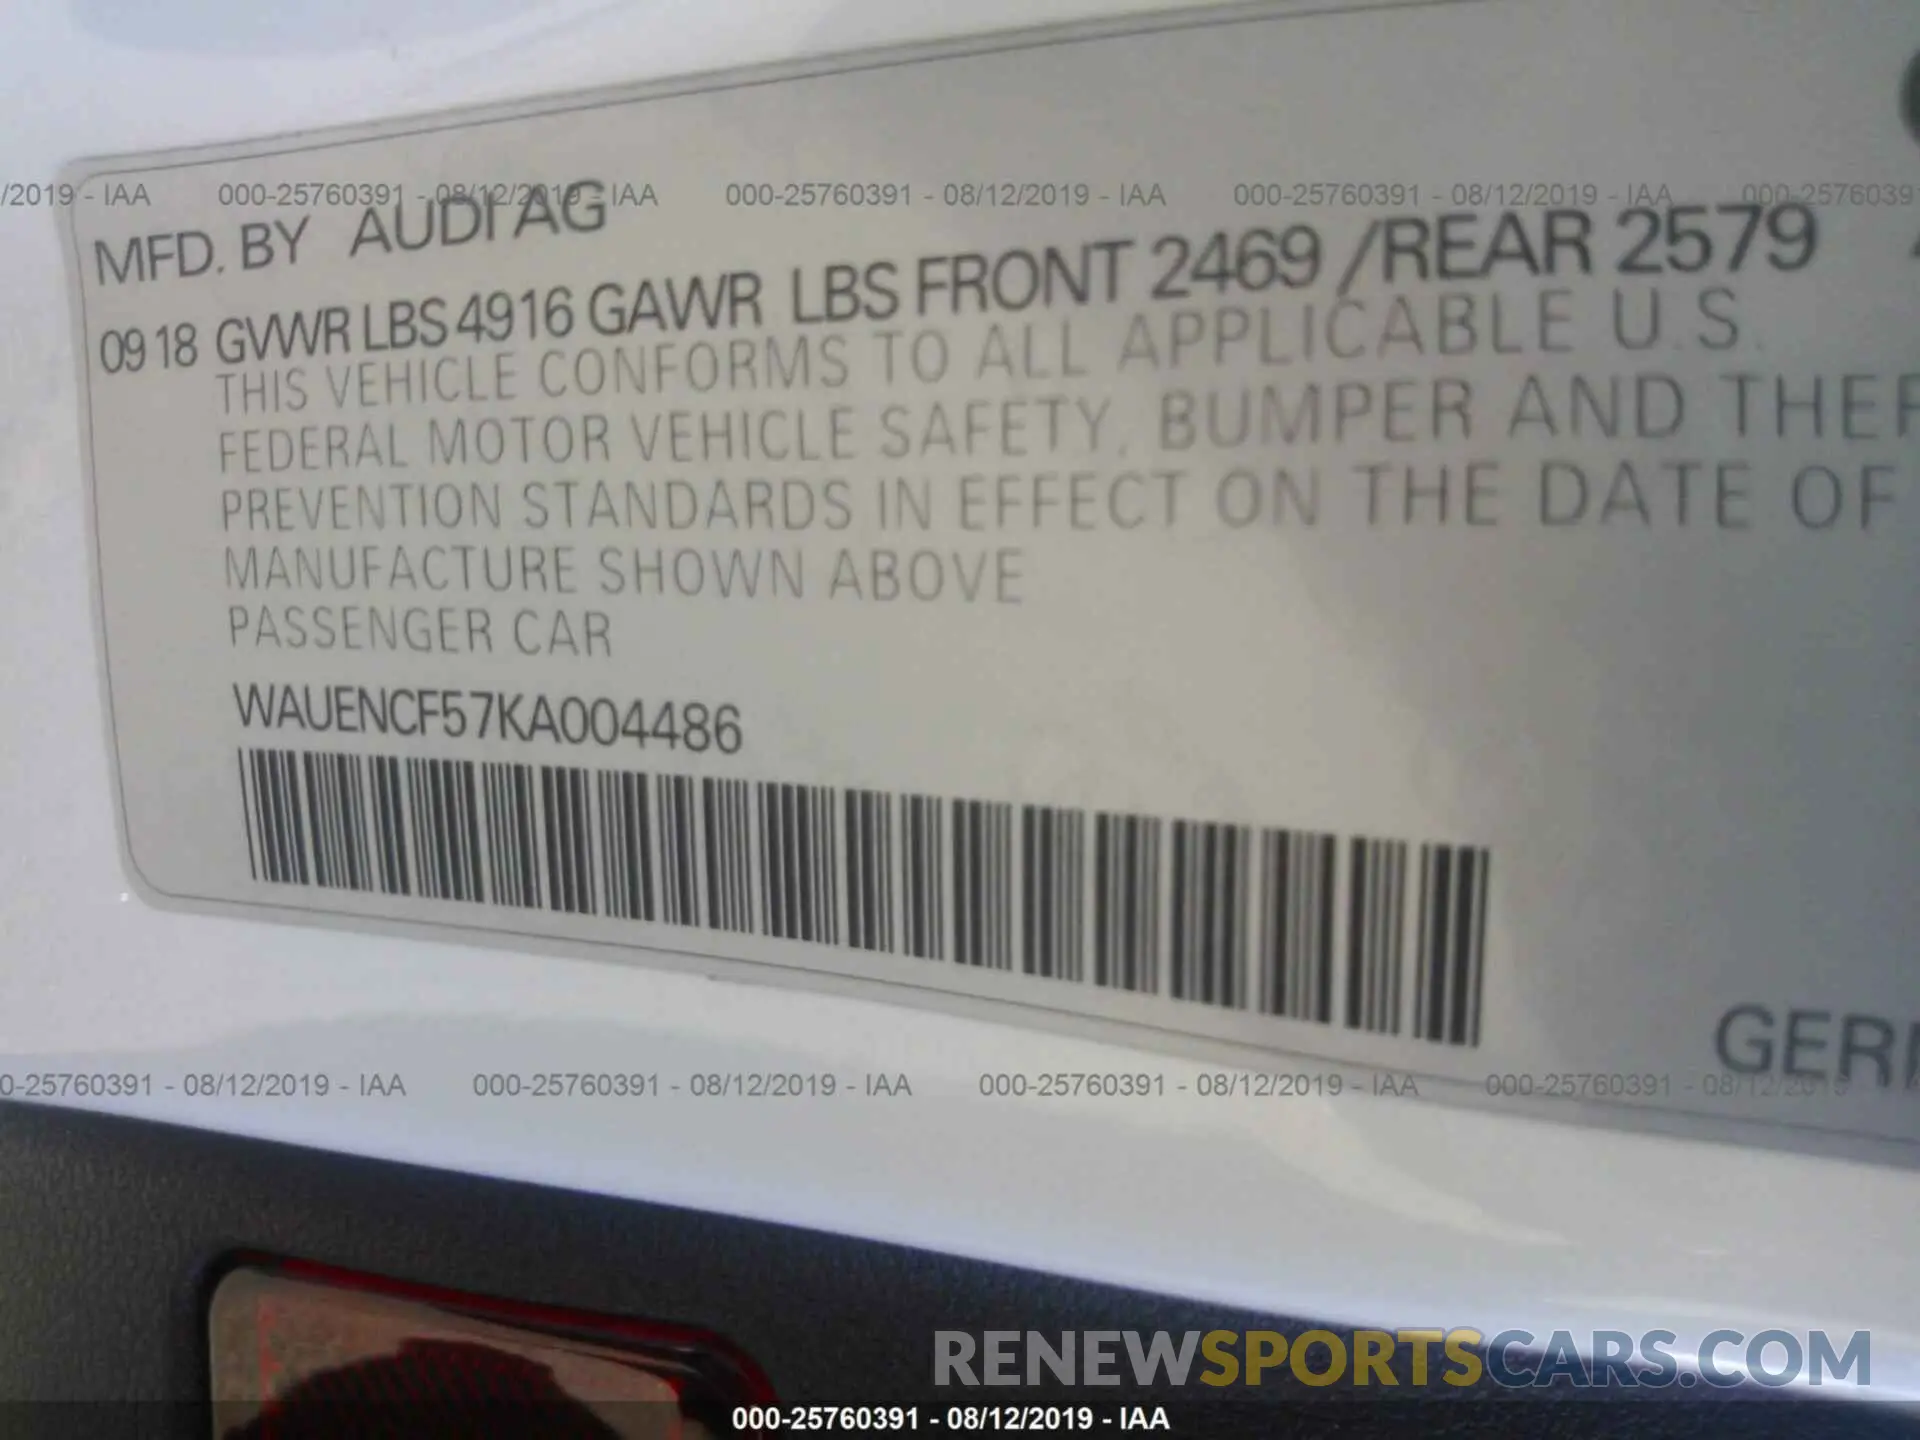 /2019 - IAA 000-25760391 - 08/12/2019 - IAA 000-25760391 - 08/12/2019 - IAA 000-25760391 - 08/12/2019 - IAA 000-2576039
MFD. BY AUDI AG
09 18 GVWR LBS 4916 GAWR LBS FRONT 2469 /REAR 2579
THIS VEHICLE CONFORMS TO ALL APPLICABLE U.S.
FEDERAL MOTOR VEHICLE SAFETY, BUMPER AND THEF
PREVENTION STANDARDS IN EFFECT ON THE DATE OF
MANUFACTURE SHOWN ABOVE
PASSENGER CAR
WAUENCF57KA004486
GER
0-25760391 - 08/12/2019 - IAA 000-25760391 - 08/12/2019 - IAA 000-25760391 - 08/12/2019 - IAA 000-25760391 - 08/12/2019
RENEWSPORTSCARS.COM
000-25760391 - 08/12/2019 - IAA